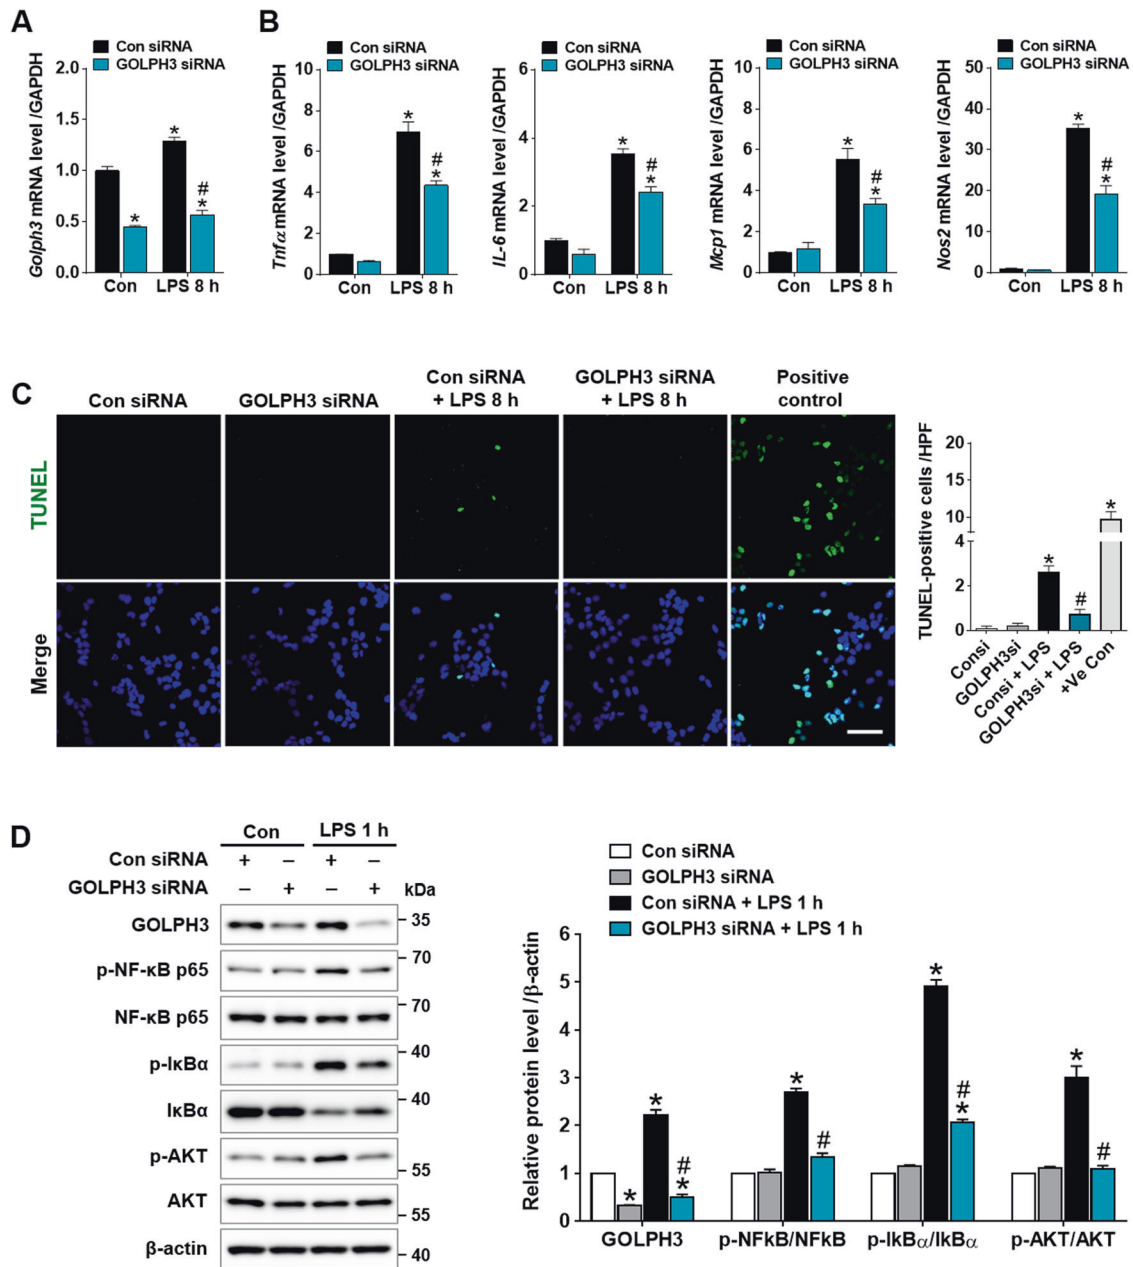 A
Con siRNA
GOLPH3 siRNA
Golph3 mRNA level /GAPDH
2.0
1.5
1.0
0.5
0.0
*
*
#
*
Con
LPS 8 h
B
Con siRNA
GOLPH3 siRNA
Tnfα mRNA level /GAPDH
10
8
6
4
2
0
*
#
*
Con
LPS 8 h
Con siRNA
GOLPH3 siRNA
IL-6 mRNA level /GAPDH
6
4
2
0
*
#
*
Con
LPS 8 h
Con siRNA
GOLPH3 siRNA
Mcp1 mRNA level /GAPDH
10
8
6
4
2
0
*
#
*
Con
LPS 8 h
Con siRNA
GOLPH3 siRNA
Nos2 mRNA level /GAPDH
50
40
30
20
10
0
*
#
*
Con
LPS 8 h
C
Con siRNA
GOLPH3 siRNA
Con siRNA
+ LPS 8 h
GOLPH3 siRNA
+ LPS 8 h
Positive
control
TUNEL
Merge
TUNEL-positive cells /HPF
20
15
10
4
2
0
*
#
*
Consi
GOLPH3si
Consi + LPS
GOLPH3si + LPS
+Ve Con
D
Con
LPS 1 h
Con siRNA + – + –
GOLPH3 siRNA – + – + kDa
GOLPH3
35
70
p-NF-κB p65
NF-κB p65
70
p-IκBα
40
IκBα
40
p-AKT
55
AKT
55
β-actin
40
Con siRNA
GOLPH3 siRNA
Con siRNA + LPS 1 h
GOLPH3 siRNA + LPS 1 h
Relative protein level /β-actin
6
5
4
3
2
1
0
*
*
#
*
*
#
*
#
*
*
#
GOLPH3
p-NFkB/NFkB
p-IkBα/IkBα
p-AKT/AKT